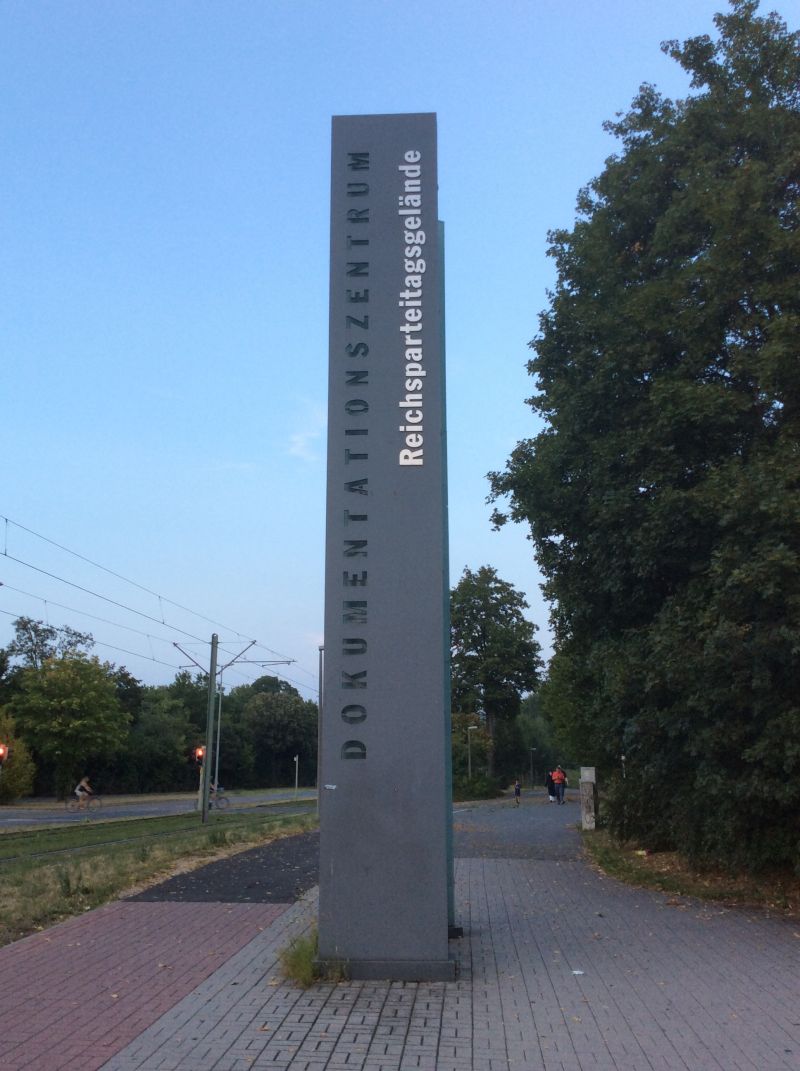 DOKUMENTATIONSZENTRUM
Reichsparteitagsgelände